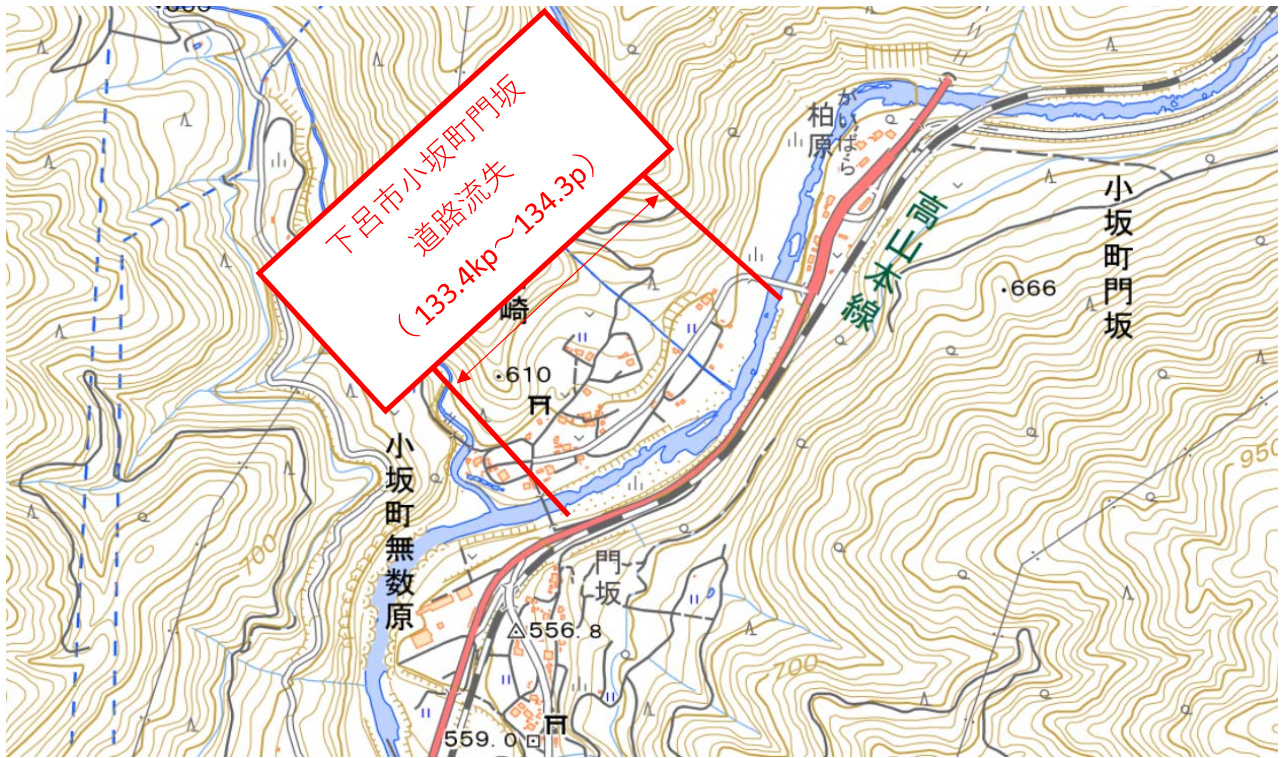 下呂市小坂町門坂
道路流失
（ 133.4kp～134.3p）
崎
柏原
かいばら
高山本線
小坂町門坂
・666
・610
小坂町無数原
門坂
556.8
559.0
700
700
950